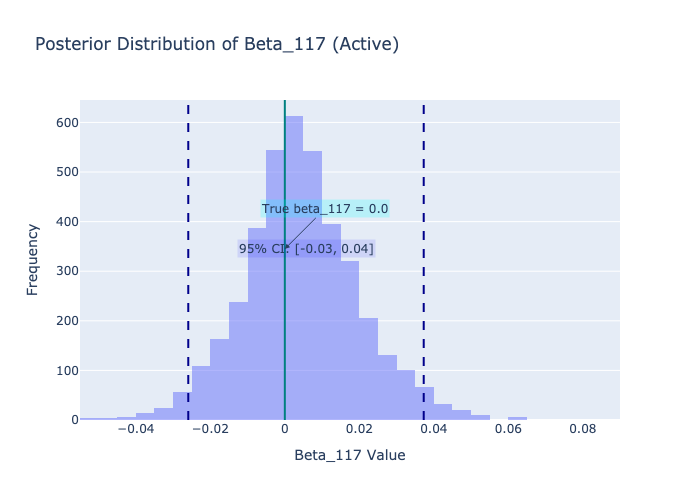 Posterior Distribution of Beta_117 (Active)
600
500
400
300
200
100
0
Frequency
True beta_117 = 0.0
95% CI: [-0.03, 0.04]
−0.04
−0.02
0
0.02
0.04
0.06
0.08
Beta_117 Value